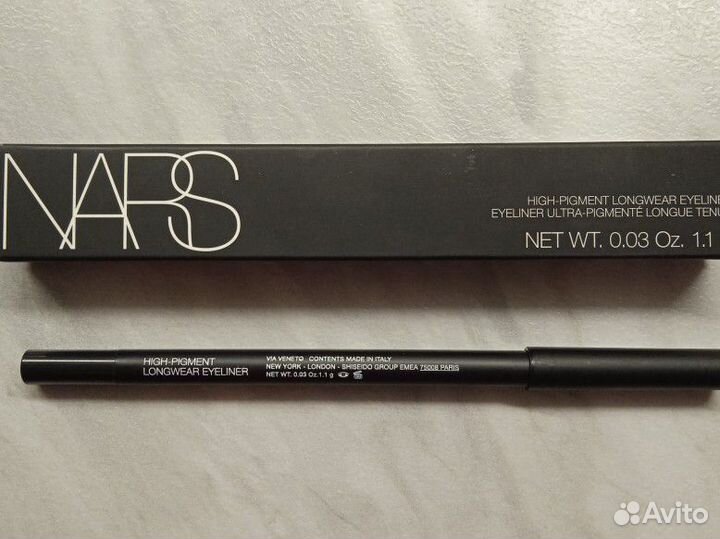 NARS
HIGH-PIGMENT LONGWEAR EYELINE
EYELINER ULTRA-PIGMENTÉ LONGUE TENU
NET WT. 0.03 Oz. 1.1
HIGH-PIGMENT
LONGWEAR EYELINER
VIA VENETO CONTENTS MADE IN ITALY
NEW YORK - LONDON - SHISEIDO GROUP EMEA 75008 PARIS
NET WT. 0.03 Oz.1.1 g
Avito